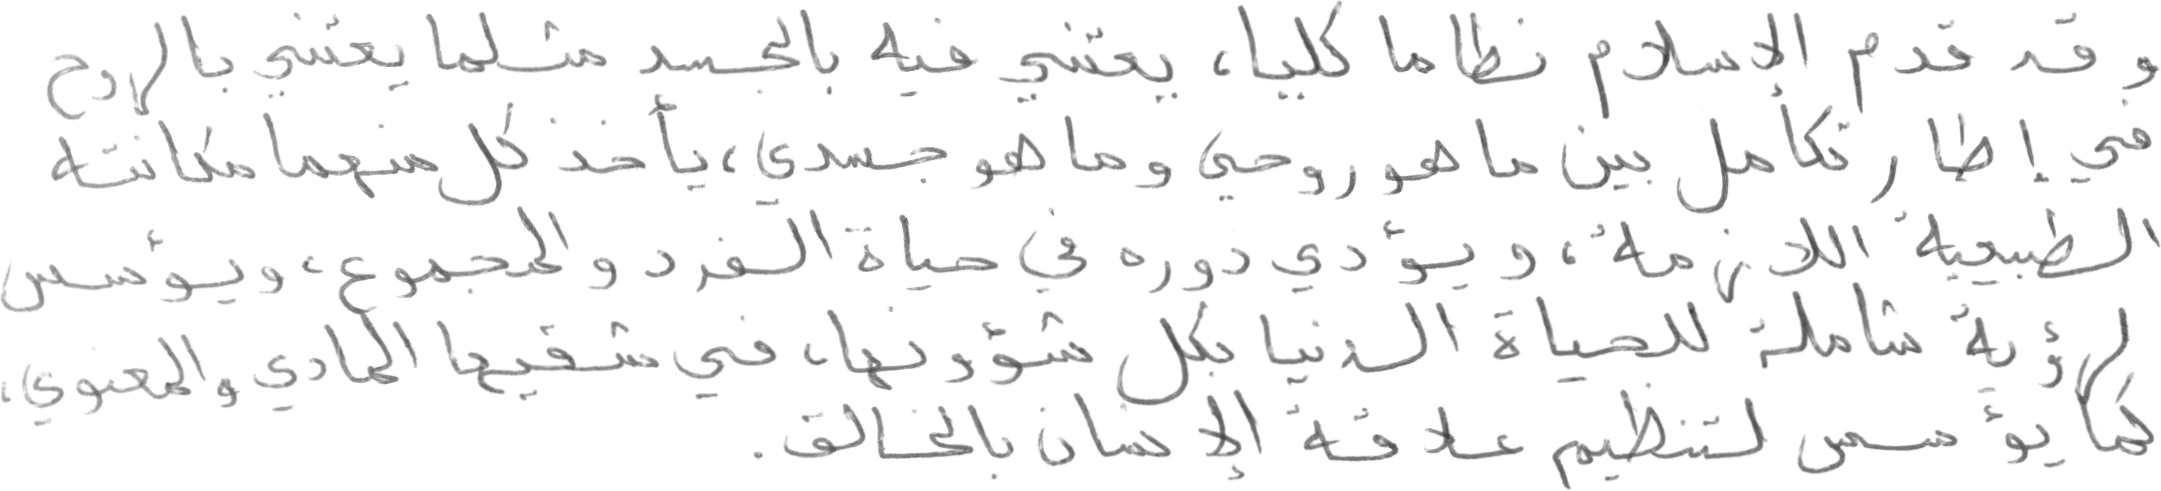 وقد قدم الإسلام نظاما كليا، يعتني فيه بالجسد مثلما يعتني بالروح
في إطار تكامل بين ما هو روحي وما هو جسدي، يأخذ كل منهما مكانته
الطبيعية اللازمة، ويؤدي دوره في حياة الفرد والمجموع، ويؤسس
لرؤية شاملة للحياة الدنيا بكل شؤونها، في شقيها المادي والمعنوي،
كما يؤسس لتنظيم علاقة الإنسان بالخالق.